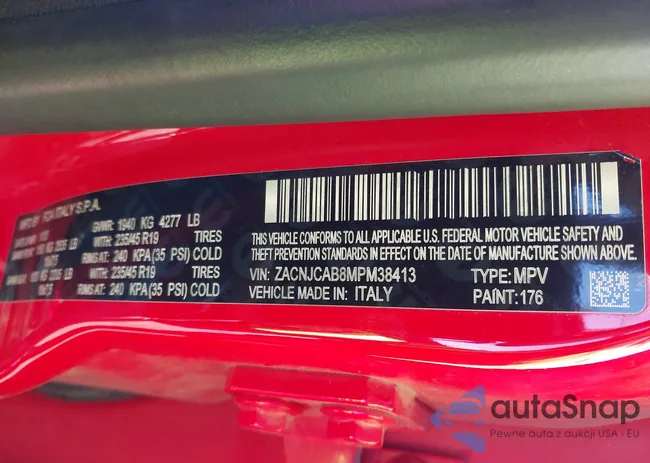 MFD BY FCA ITALY S.P.A.
GVWR: 1940 KG 4277 LB
WITH: 235/45 R19 TIRES
RIMS AT: 240 KPA (35 PSI) COLD
WITH: 235/45 R19 TIRES
RIMS AT: 240 KPA (35 PSI) COLD
THIS VEHICLE CONFORMS TO ALL APPLICABLE U.S. FEDERAL MOTOR VEHICLE SAFETY AND
THEFT PREVENTION STANDARDS IN EFFECT ON THE DATE OF MANUFACTURE SHOWN ABOVE.
VIN: ZACNJCAB8MPM38413 TYPE: MPV
VEHICLE MADE IN: ITALY PAINT: 176
autaSnap
Pewne auta z aukcji USA i EU